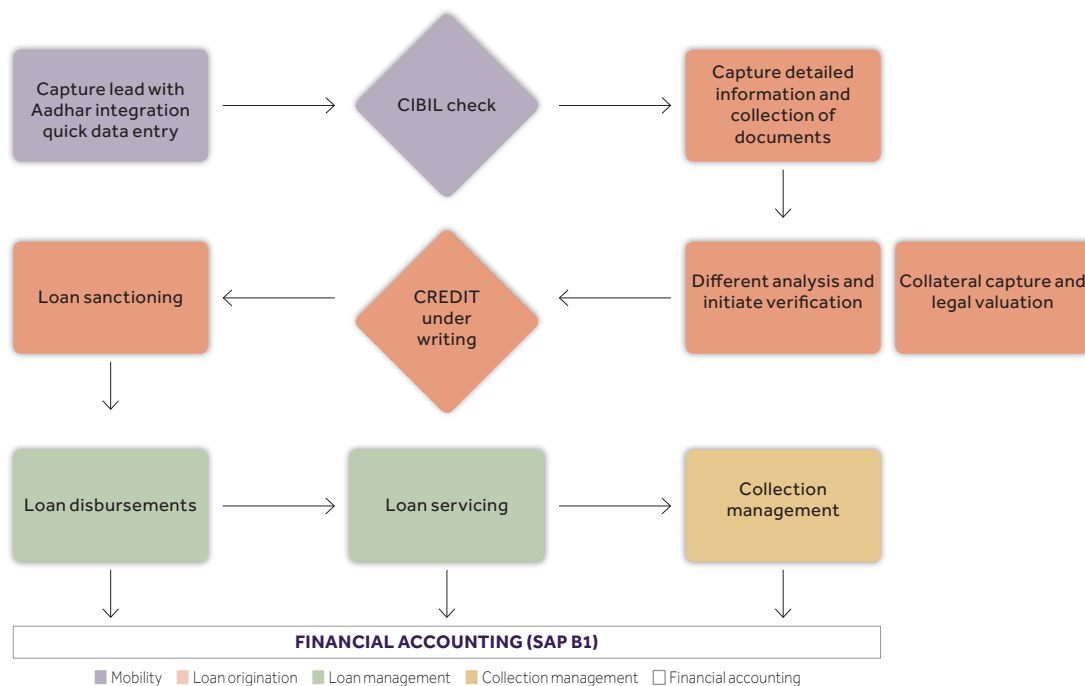 Capture lead with
Aadhar integration
quick data entry
CIBIL check
Capture detailed
information and
collection of
documents
Loan sanctioning
CREDIT
under
writing
Different analysis and
initiate verification
Collateral capture and
legal valuation
Loan disbursements
Loan servicing
Collection
management
FINANCIAL ACCOUNTING (SAP B1)
Mobility Loan origination Loan management Collection management Financial accounting